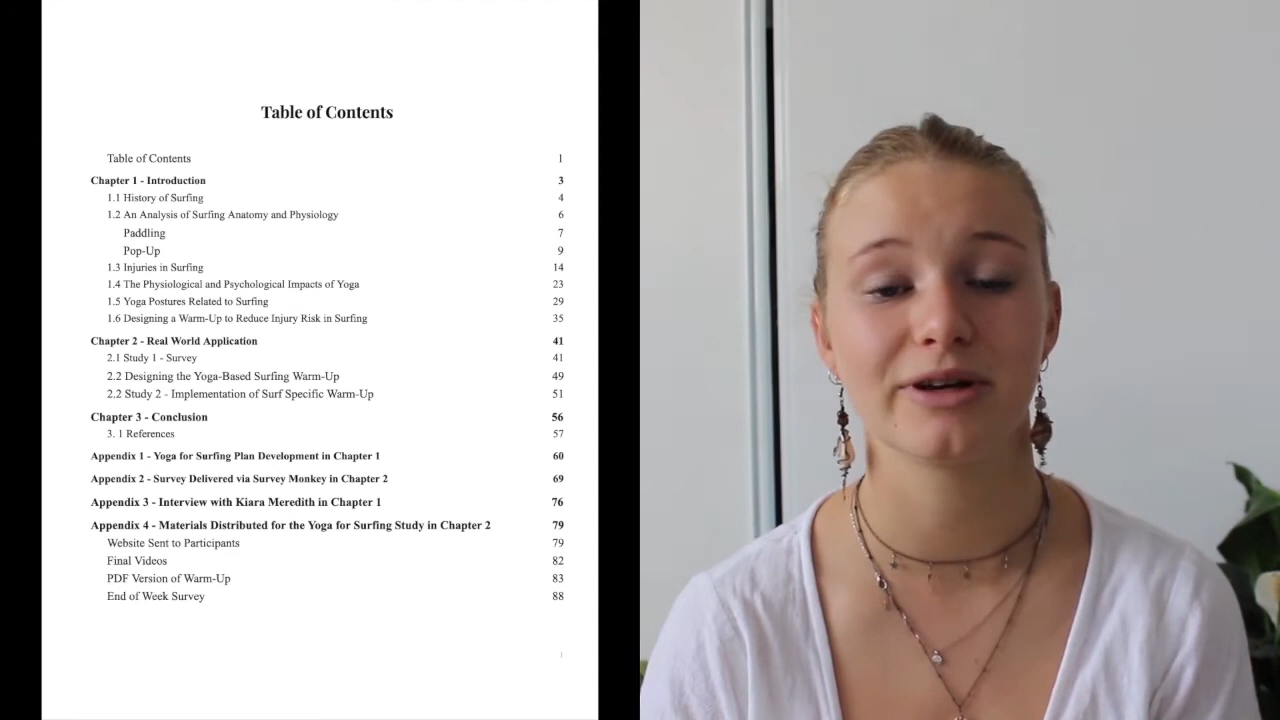 Table of Contents
Table of Contents 1
Chapter 1 - Introduction 3
1.1 History of Surfing 4
1.2 An Analysis of Surfing Anatomy and Physiology 6
Paddling 7
Pop-Up 9
1.3 Injuries in Surfing 14
1.4 The Physiological and Psychological Impacts of Yoga 23
1.5 Yoga Postures Related to Surfing 29
1.6 Designing a Warm-Up to Reduce Injury Risk in Surfing 35
Chapter 2 - Real World Application 41
2.1 Study 1 - Survey 41
2.2 Designing the Yoga-Based Surfing Warm-Up 49
2.2 Study 2 - Implementation of Surf Specific Warm-Up 51
Chapter 3 - Conclusion 56
3. 1 References 57
Appendix 1 - Yoga for Surfing Plan Development in Chapter 1 60
Appendix 2 - Survey Delivered via Survey Monkey in Chapter 2 69
Appendix 3 - Interview with Kiara Meredith in Chapter 1 76
Appendix 4 - Materials Distributed for the Yoga for Surfing Study in Chapter 2 79
Website Sent to Participants 79
Final Videos 82
PDF Version of Warm-Up 83
End of Week Survey 88
1